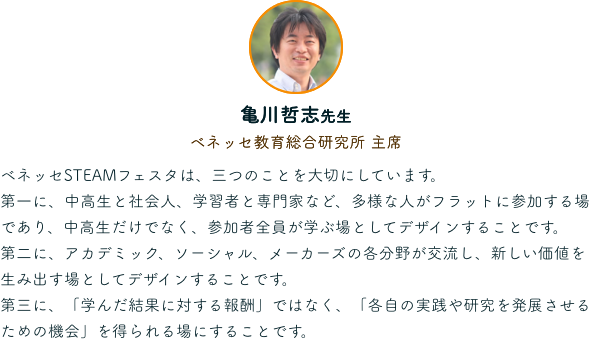 亀川哲志先生
ベネッセ教育総合研究所 主席
ベネッセSTEAMフェスタは、三つのことを大切にしています。
第一に、中高生と社会人、学習者と専門家など、多様な人がフラットに参加する場
であり、中高生だけでなく、参加者全員が学ぶ場としてデザインすることです。
第二に、アカデミック、ソーシャル、メーカーズの各分野が交流し、新しい価値を
生み出す場としてデザインすることです。
第三に、「学んだ結果に対する報酬」ではなく、「各自の実践や研究を発展させる
ための機会」を得られる場にすることです。